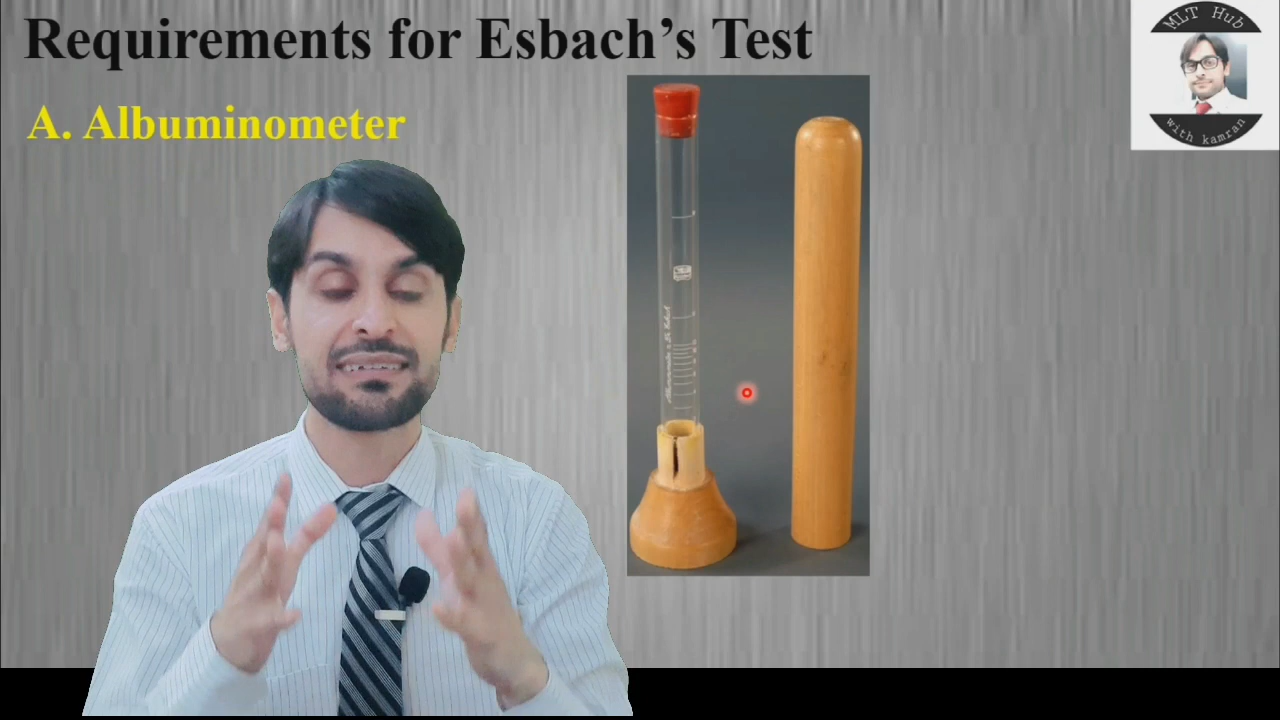 Requirements for Esbach's Test
A. Albuminometer
MLT Hub
with kamran